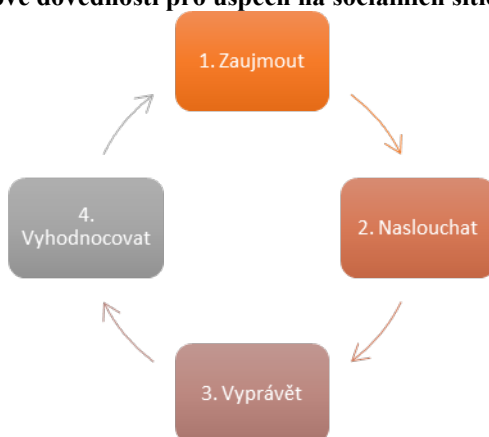 dovednosti pro úspěch na sociálních
1. Zaujmout
2. Naslouchat
3. Vyprávět
4.
Vyhodnocovat